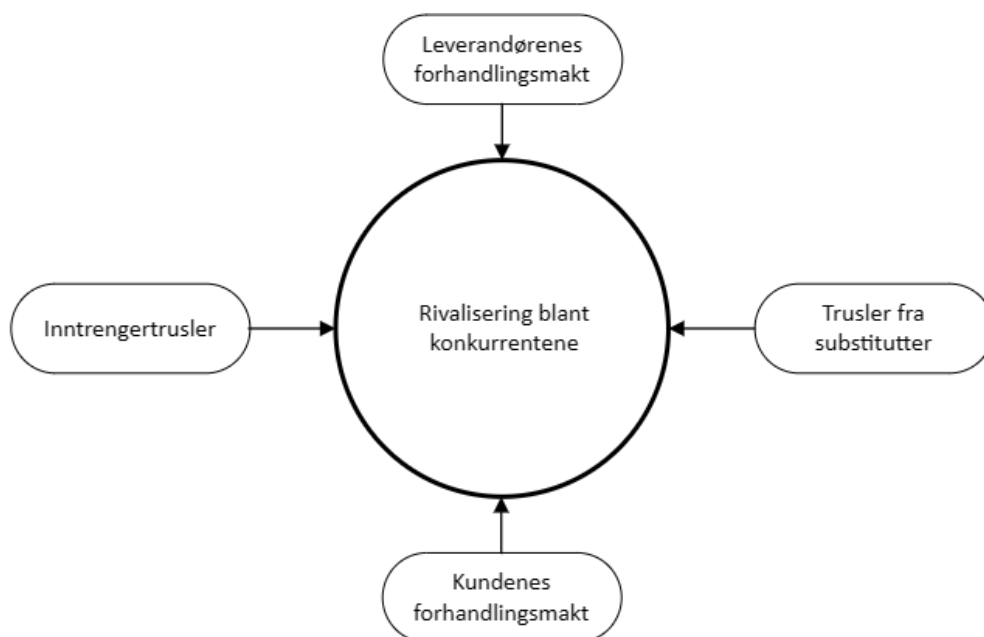 Leverandørenes
forhandlingsmakt
Inntrengertrusler
Rivalisering blant
konkurrentene
Trusler fra
substitutter
Kundenes
forhandlingsmakt